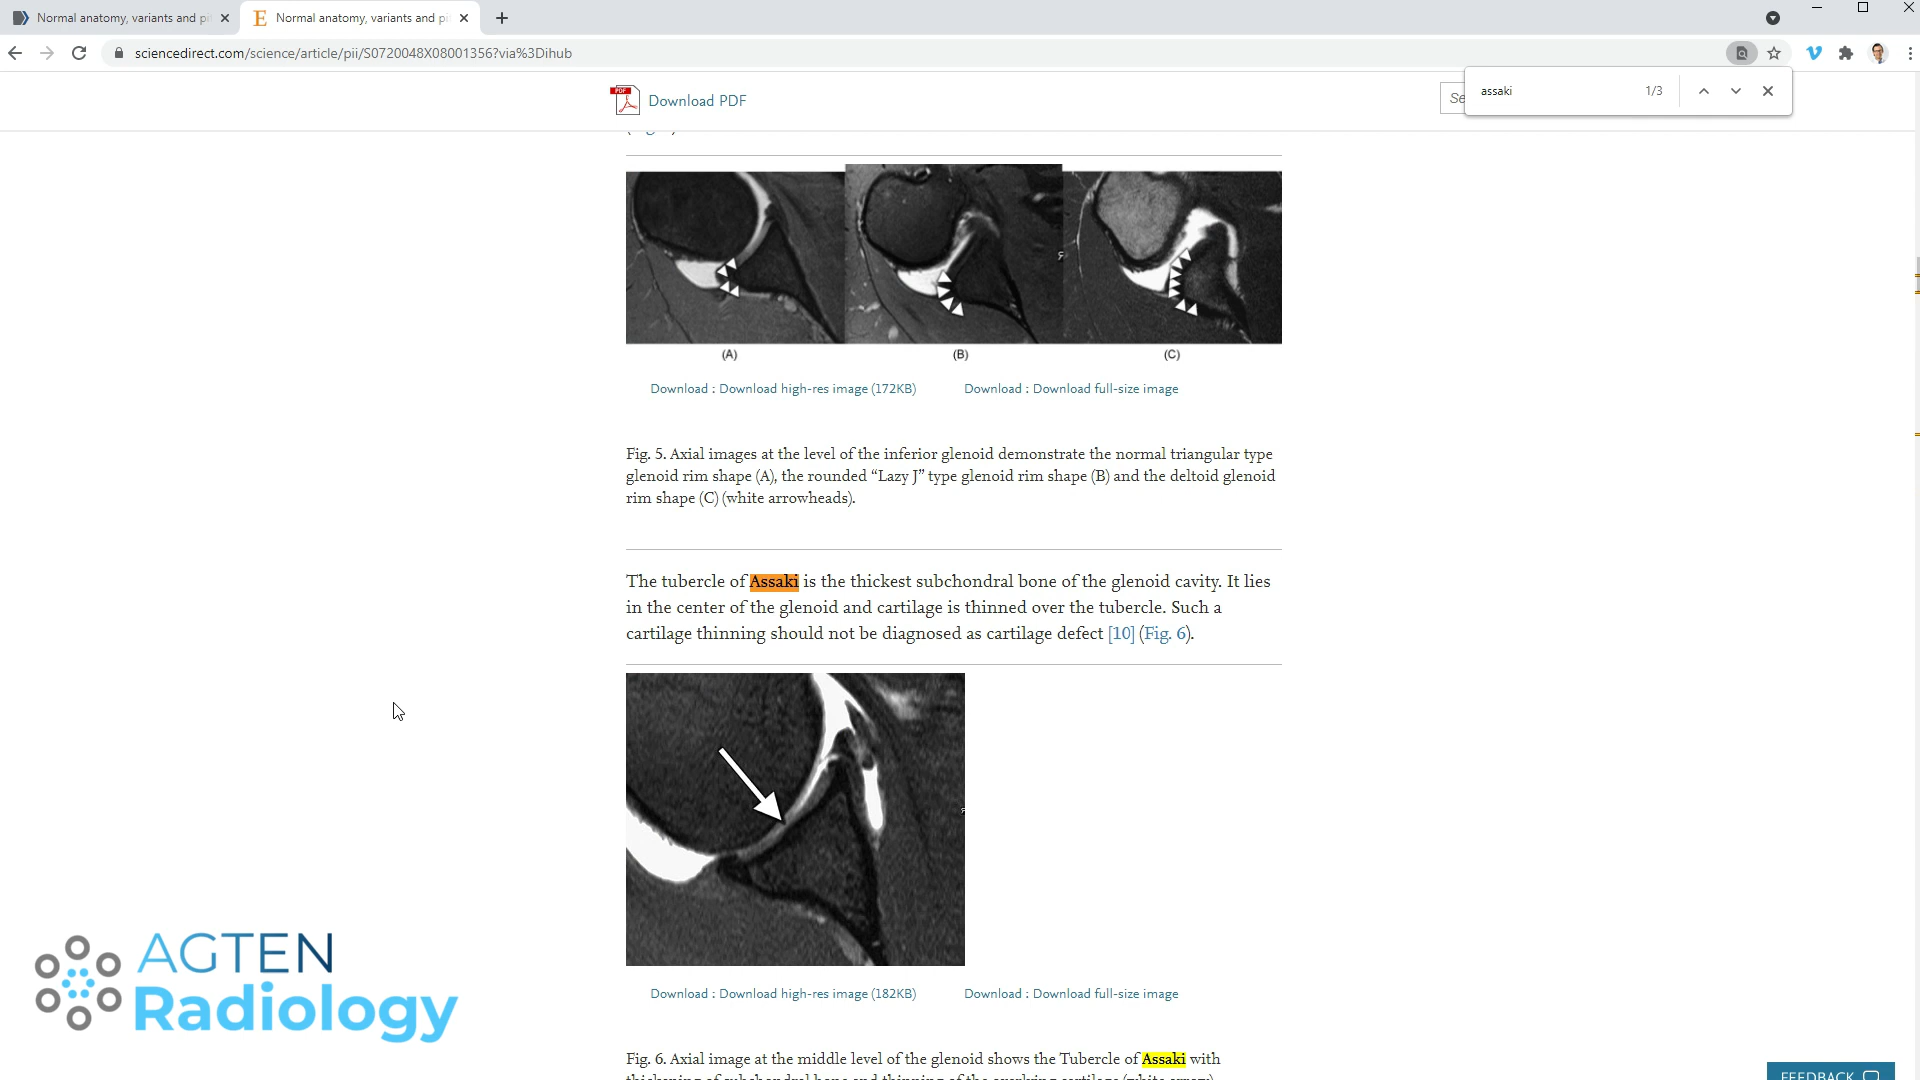 Normal anatomy, variants and pi
Normal anatomy, variants and pi
sciencedirect.com/science/article/pii/S0720048X08001356?via%3Dihub
PDF
Download PDF
Se
assaki
1/3
(A)
(B)
(C)
Download : Download high-res image (172KB)
Download : Download full-size image
Fig. 5. Axial images at the level of the inferior glenoid demonstrate the normal triangular type
glenoid rim shape (A), the rounded “Lazy J” type glenoid rim shape (B) and the deltoid glenoid
rim shape (C) (white arrowheads).
The tubercle of Assaki is the thickest subchondral bone of the glenoid cavity. It lies
in the center of the glenoid and cartilage is thinned over the tubercle. Such a
cartilage thinning should not be diagnosed as cartilage defect [10] (Fig. 6).
Download : Download high-res image (182KB)
Download : Download full-size image
Fig. 6. Axial image at the middle level of the glenoid shows the Tubercle of Assaki with
AGTEN
Radiology
FEEDBACK